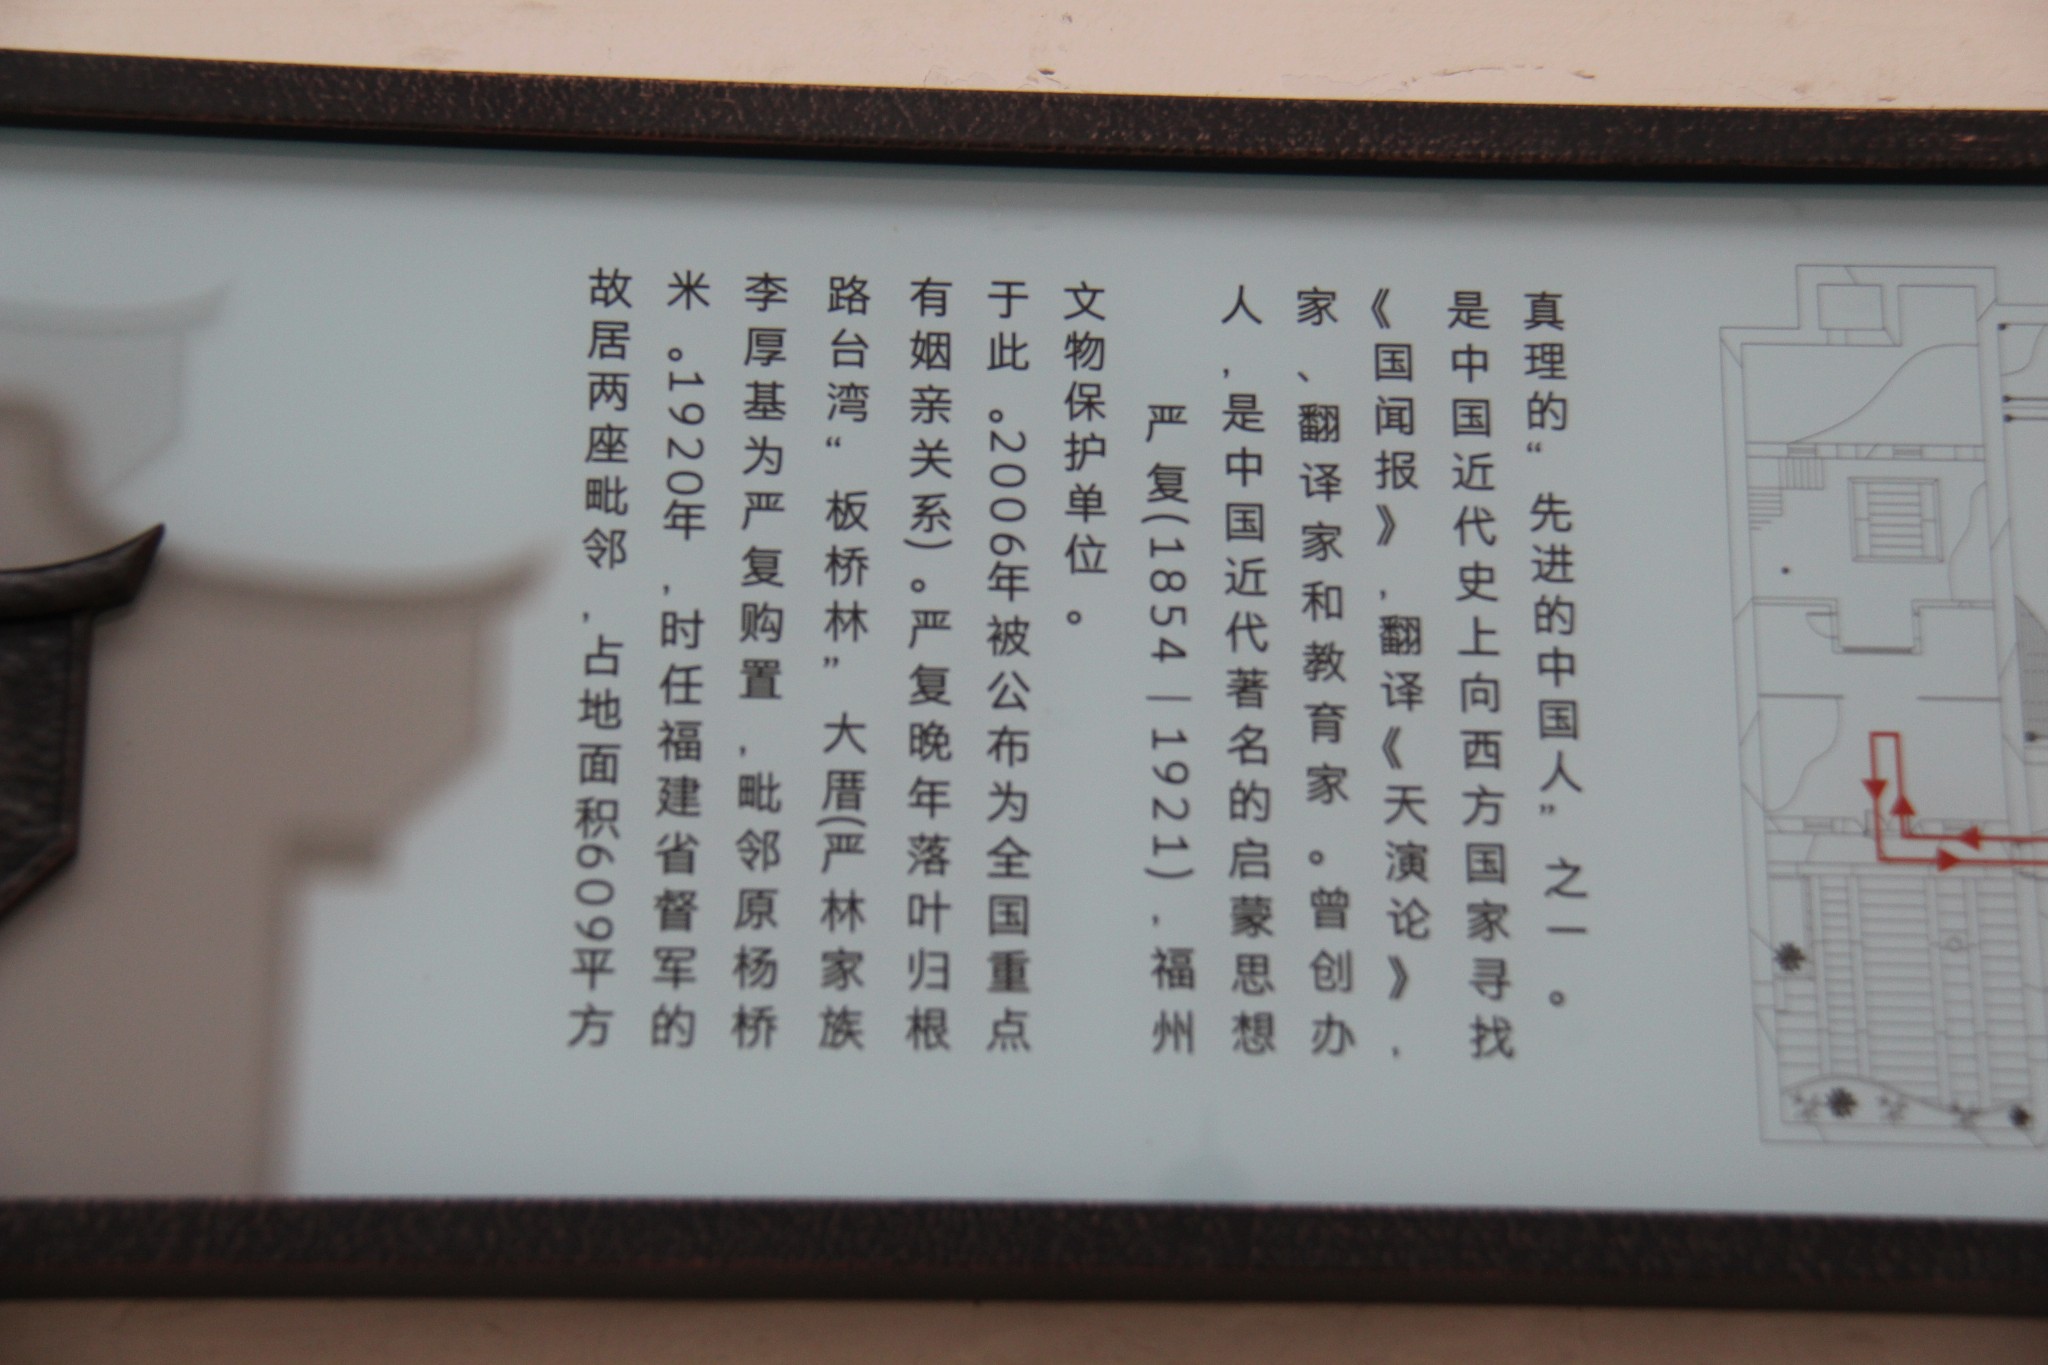 故居两座毗邻,占地面积609平方
米。1920年,时任福建省督军的
李厚基为严复购置,毗邻原杨桥
路台湾“板桥林”大厝(严林家族
有姻亲关系)。严复晚年落叶归根
于此。2006年被公布为全国重点
文物保护单位。
严复(1854—1921),福州
人,是中国近代著名的启蒙思想
家、翻译家和教育家。曾创办
《国闻报》,翻译《天演论》,
是中国近代史上向西方国家寻找
真理的“先进的中国人”之一。